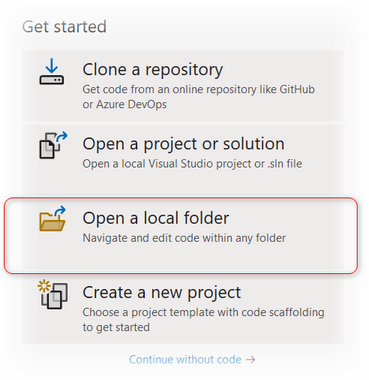 Get started
Clone a repository
Get code from an online repository like GitHub
or Azure DevOps
Open a project or solution
Open a local Visual Studio project or .sln file
Open a local folder
Navigate and edit code within any folder
Create a new project
Choose a project template with code scaffolding
to get started
Continue without code →